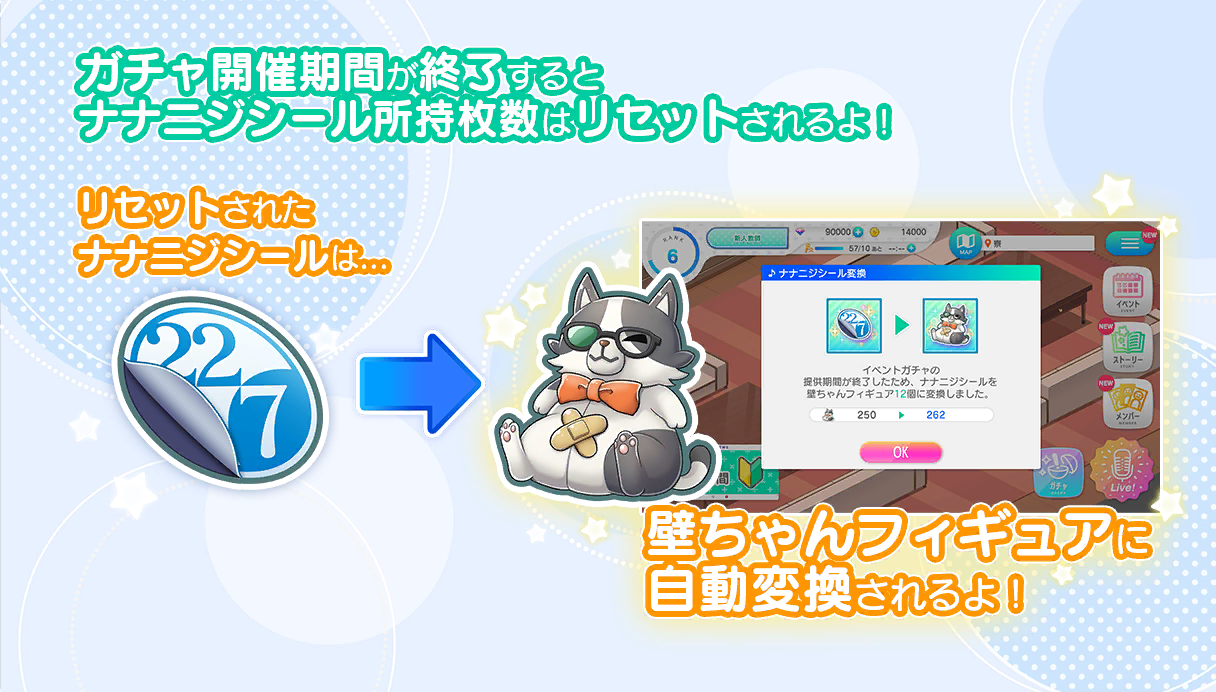 ガチャ開催期間が終了すると
ナナニジシール所持枚数はリセットされるよ！
リセットされた
ナナニジシールは…
22
7
RANK
6
新人教師
90000
14000
57/10 あと --:--
MAP
寮
NEW
♪ナナニジシール変換
22
7
イベントガチャの
提供期間が終了したため、ナナニジシールを
壁ちゃんフィギュア12個に変換しました。
250
262
OK
イベント
EVENT
NEW
ストーリー
STORY
NEW
メンバー
MEMBER
間
ガチャ
Live!
壁ちゃんフィギュアに
自動変換されるよ！